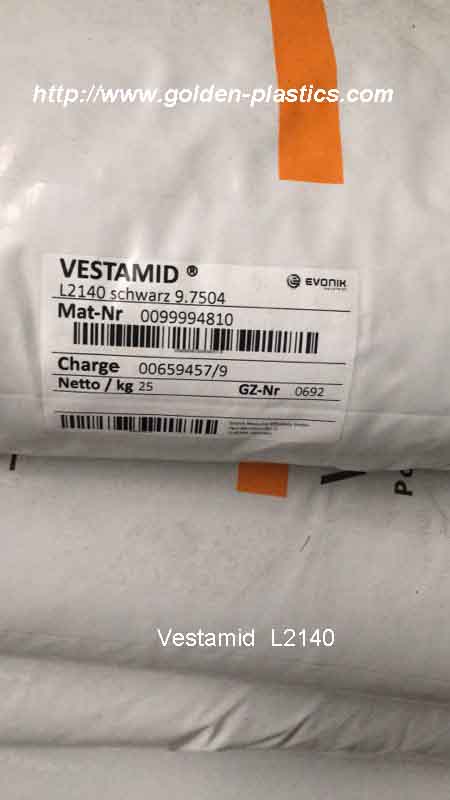 http://www.golden-plastics.com
VESTAMID ®
EVONIK
L2140 schwarz 9.7504
Mat-Nr 0099994810
Charge 00659457/9
Netto / kg 25 GZ-Nr 0692
Vestamid L2140